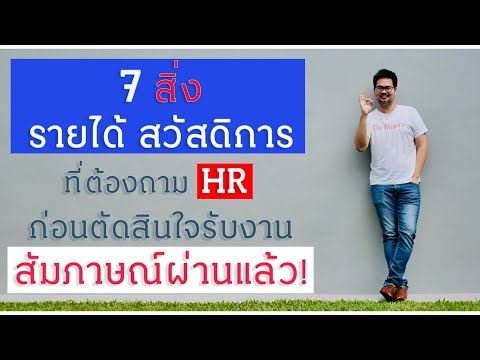 7 สิ่ง
รายได้ สวัสดิการ
ที่ต้องถาม HR
ก่อนตัดสินใจรับงาน
สัมภาษณ์ผ่านแล้ว!